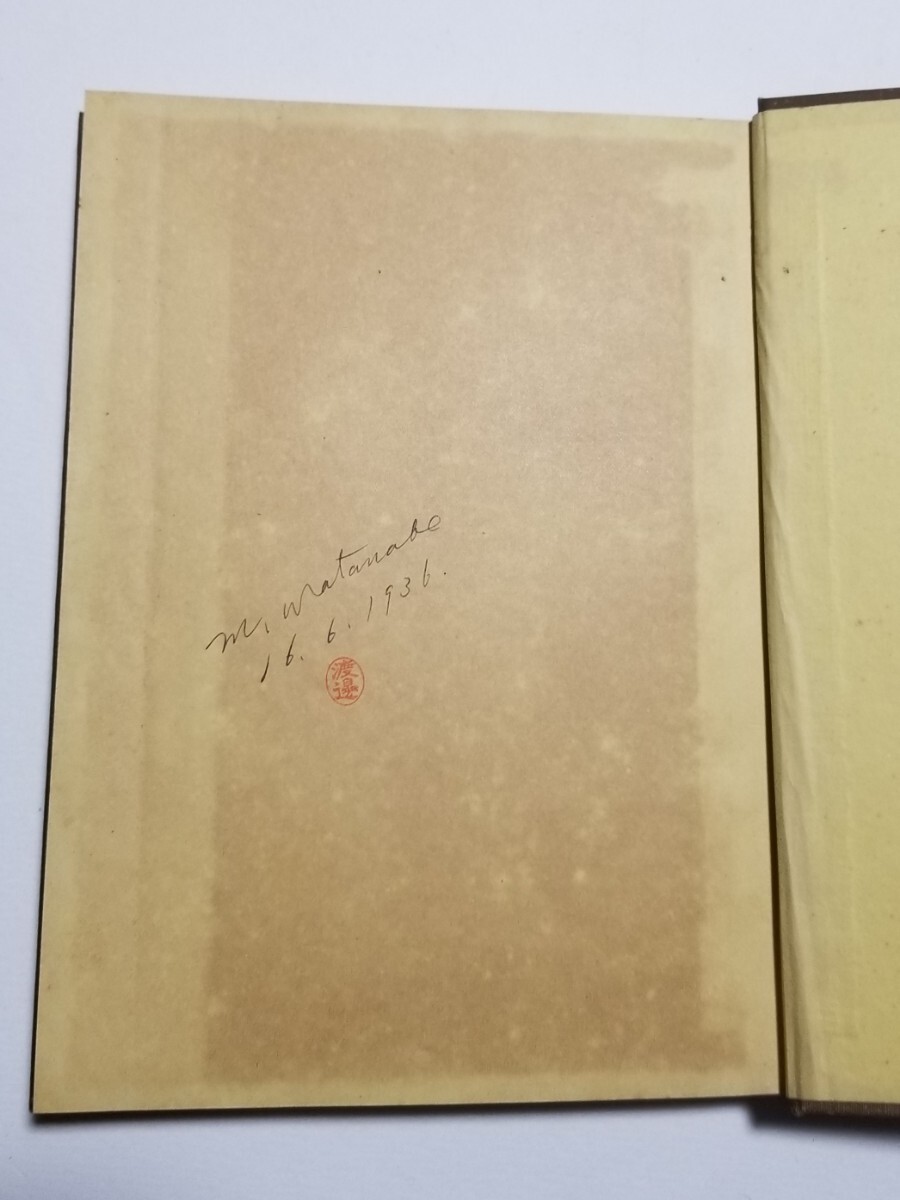 M. Watanabe
16. 6. 1936.
渡邊